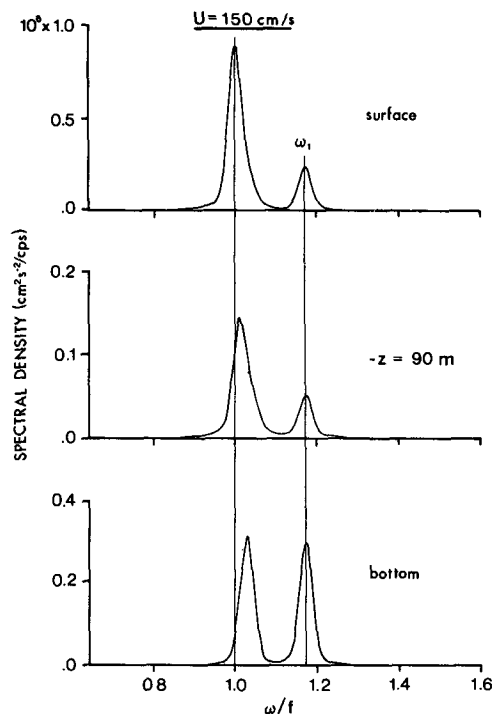 U = 150 cm/s
10⁸ x 1.0
0.5
.0
surface
ω₁
0.2
0.1
.0
-z = 90 m
SPECTRAL DENSITY (cm²s⁻²/cps)
0.4
0.2
.0
bottom
0 8 1.0 1.2 1.4 1.6
ω/f